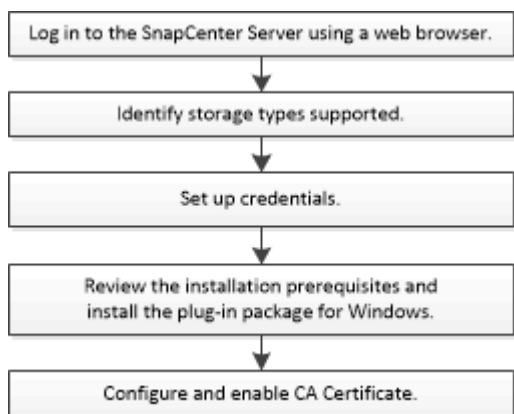 Log in to the SnapCenter Server using a web browser.
Identify storage types supported.
Set up credentials.
Review the installation prerequisites and
install the plug-in package for Windows.
Configure and enable CA Certificate.